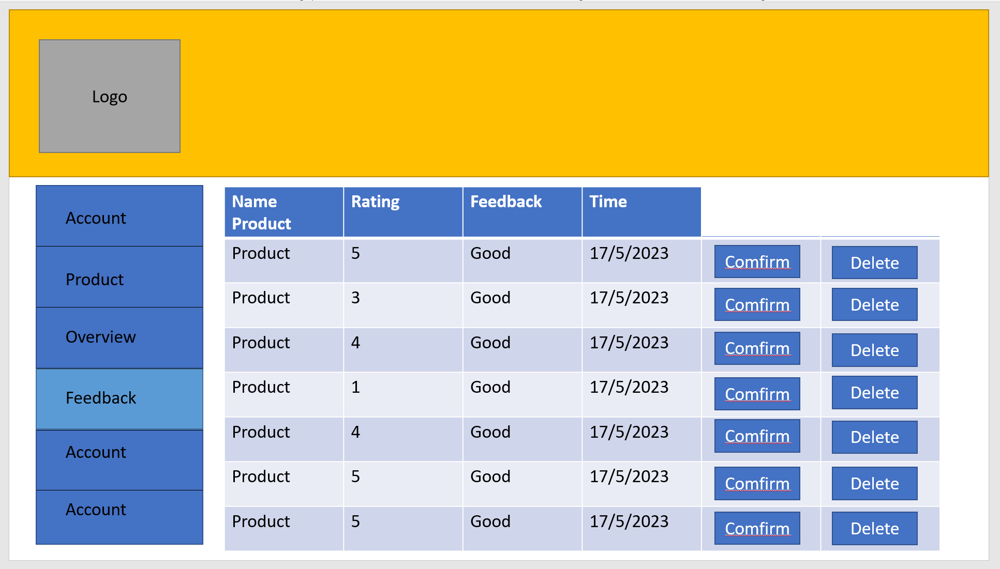 Logo
Account
Product
Overview
Feedback
Account
Account
Name Product Rating Feedback Time
Product 5 Good 17/5/2023 Comfirm Delete
Product 3 Good 17/5/2023 Comfirm Delete
Product 4 Good 17/5/2023 Comfirm Delete
Product 1 Good 17/5/2023 Comfirm Delete
Product 4 Good 17/5/2023 Comfirm Delete
Product 5 Good 17/5/2023 Comfirm Delete
Product 5 Good 17/5/2023 Comfirm Delete